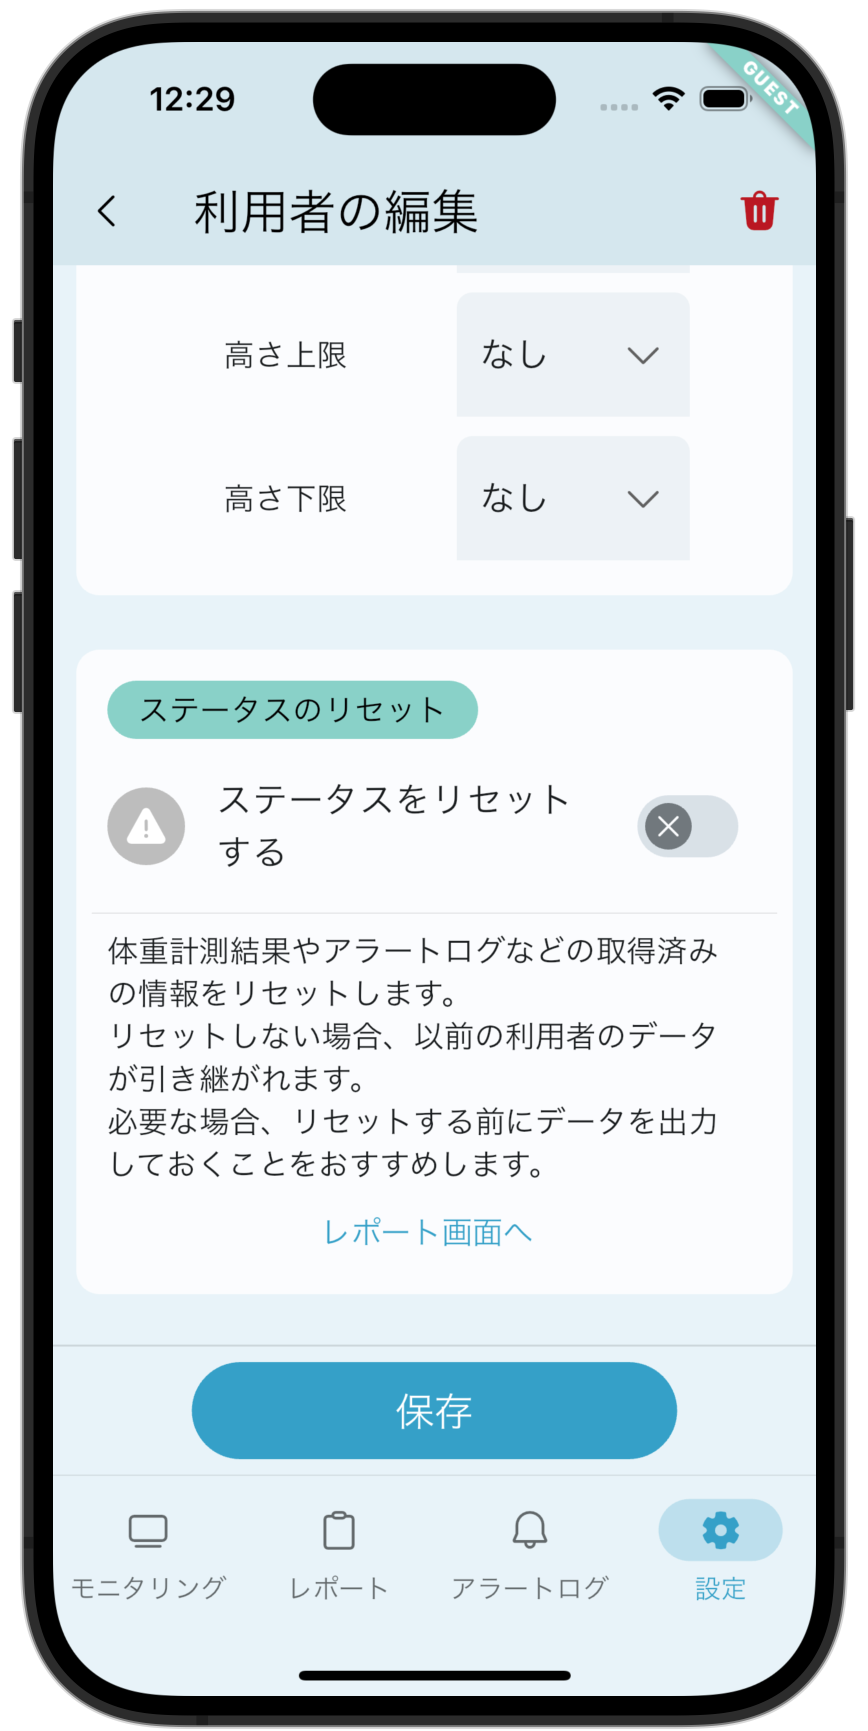 12:29
GUEST
利用者の編集
高さ上限
なし
高さ下限
なし
ステータスのリセット
ステータスをリセット
する
体重計測結果やアラートログなどの取得済み
の情報をリセットします。
リセットしない場合、以前の利用者のデータ
が引き継がれます。
必要な場合、リセットする前にデータを出力
しておくことをおすすめします。
レポート画面へ
保存
モニタリング
レポート
アラートログ
設定